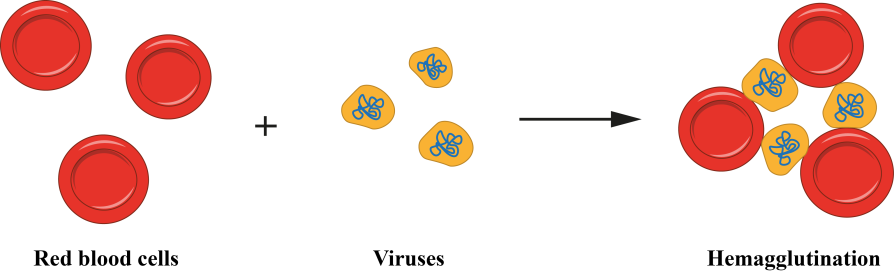 +
Red blood cells
Viruses
Hemagglutination